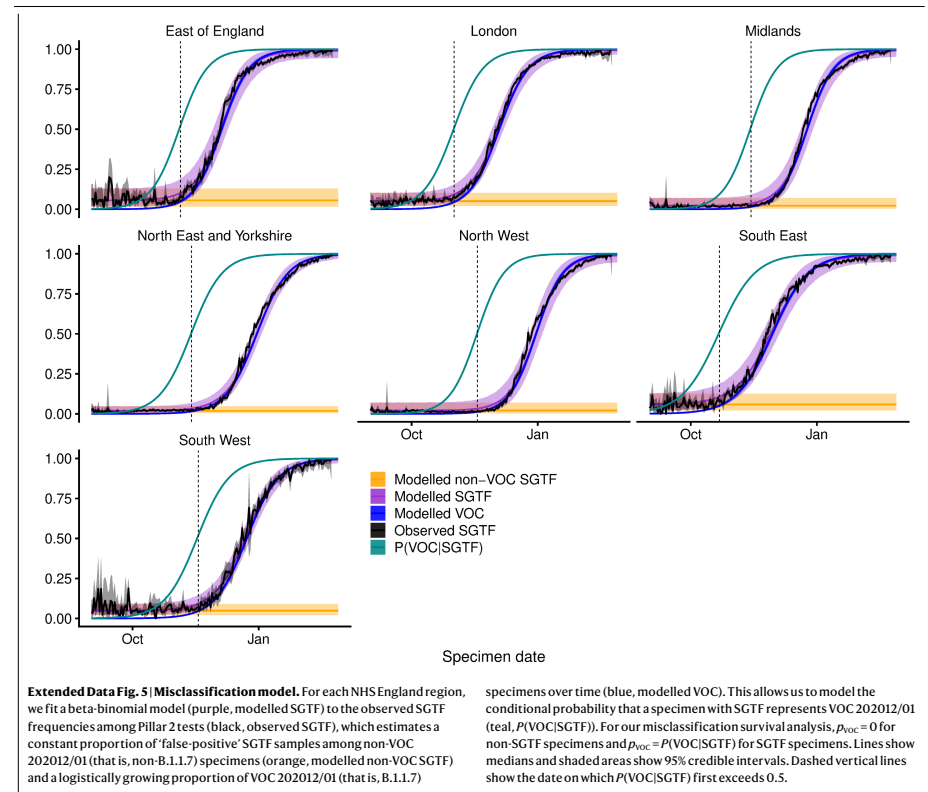 East of England
London
Midlands
1.00
0.75
0.50
0.25
0.00
North East and Yorkshire
North West
South East
1.00
0.75
0.50
0.25
0.00
Oct
Jan
Oct
Jan
South West
1.00
0.75
0.50
0.25
0.00
Oct
Jan
Modelled non−VOC SGTF
Modelled SGTF
Modelled VOC
Observed SGTF
P(VOC|SGTF)
Specimen date
Extended Data Fig. 5 | Misclassification model. For each NHS England region,
we fit a beta-binomial model (purple, modelled SGTF) to the observed SGTF
frequencies among Pillar 2 tests (black, observed SGTF), which estimates a
constant proportion of ‘false-positive’ SGTF samples among non-VOC
202012/01 (that is, non-B.1.1.7) specimens (orange, modelled non-VOC SGTF)
and a logistically growing proportion of VOC 202012/01 (that is, B.1.1.7)
specimens over time (blue, modelled VOC). This allows us to model the
conditional probability that a specimen with SGTF represents VOC 202012/01
(teal, P(VOC|SGTF)). For our misclassification survival analysis, pVOC = 0 for
non-SGTF specimens and pVOC = P(VOC|SGTF) for SGTF specimens. Lines show
medians and shaded areas show 95% credible intervals. Dashed vertical lines
show the date on which P(VOC|SGTF) first exceeds 0.5.